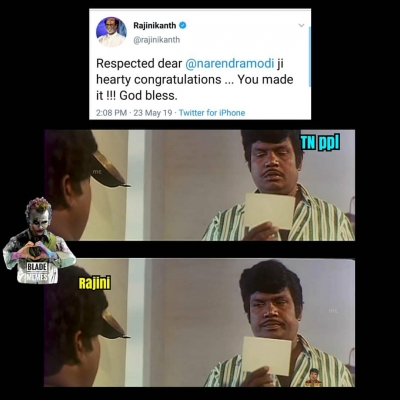 Rajinikanth
@rajinikanth
Respected dear @narendramodi ji
hearty congratulations ... You made
it !!! God bless.
2:08 PM · 23 May 19 · Twitter for iPhone
TN ppl
mc
BLADE
MEMES
Rajini